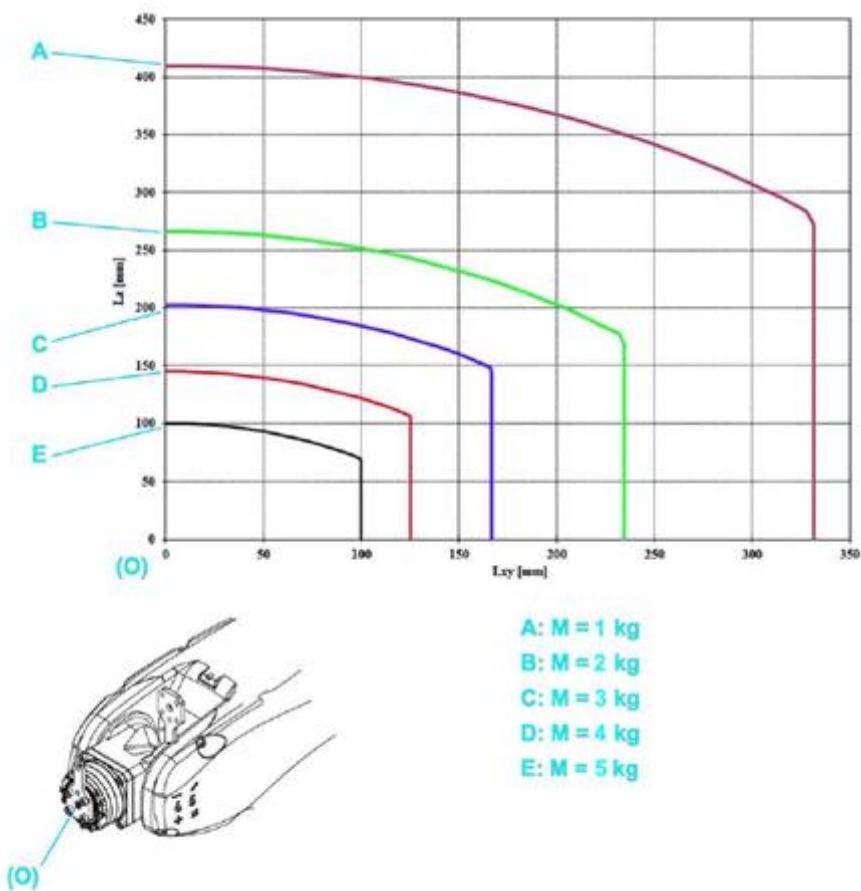 450
A
400
350
300
B
250
Lz [mm]
200
C
150
D
100
E
50
0
0 50 100 150 200 250 300 350
(O)
Lxy [mm]
A: M = 1 kg
B: M = 2 kg
C: M = 3 kg
D: M = 4 kg
E: M = 5 kg
(O)